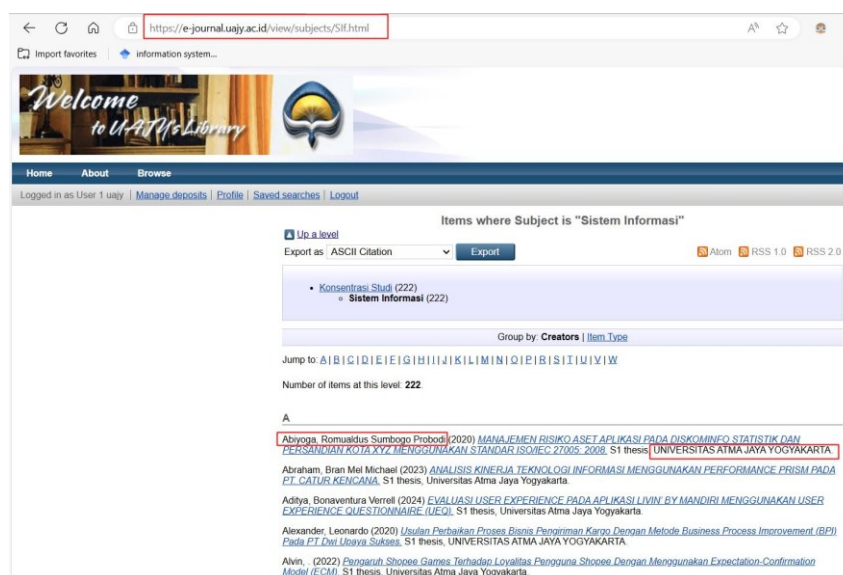 https://e-journal.uajy.ac.id/view/subjects/SIf.html
Import favorites
information system...
Welcome
to UAJY's Library
Home About Browse
Logged in as User 1 uajy | Manage deposits | Profile | Saved searches | Logout
Items where Subject is "Sistem Informasi"
Up a level
Export as ASCII Citation Export Atom RSS 1.0 RSS 2.0
Konsentrasi Studi (222)
Sistem Informasi (222)
Group by: Creators | Item Type
Jump to: A | B | C | D | E | F | G | H | I | J | K | L | M | N | O | P | R | S | T | U | V | W
Number of items at this level: 222.
A
Abiyoga, Romualdus Sumbogo Probodi (2020) MANAJEMEN RISIKO ASET APLIKASI PADA DISKOMINFO STATISTIK DAN
PERSANDIAN KOTA XYZ MENGGUNAKAN STANDAR ISO/IEC 27005: 2008. S1 thesis, UNIVERSITAS ATMA JAYA YOGYAKARTA.
Abraham, Bran Mel Michael (2023) ANALISIS KINERJA TEKNOLOGI INFORMASI MENGGUNAKAN PERFORMANCE PRISM PADA
PT. CATUR KENCANA. S1 thesis, Universitas Atma Jaya Yogyakarta.
Aditya, Bonaventura Verrell (2024) EVALUASI USER EXPERIENCE PADA APLIKASI LIVIN' BY MANDIRI MENGGUNAKAN USER
EXPERIENCE QUESTIONNAIRE (UEQ). S1 thesis, Universitas Atma Jaya Yogyakarta.
Alexander, Leonardo (2020) Usulan Perbaikan Proses Bisnis Pengiriman Kargo Dengan Metode Business Process Improvement (BPI)
Pada PT Dwi Upaya Sukses. S1 thesis, UNIVERSITAS ATMA JAYA YOGYAKARTA.
Alvin, . (2022) Pengaruh Shopee Games Terhadap Loyalitas Pengguna Shopee Dengan Menggunakan Expectation-Confirmation
Model (ECM). S1 thesis, Universitas Atma Jaya Yogyakarta.